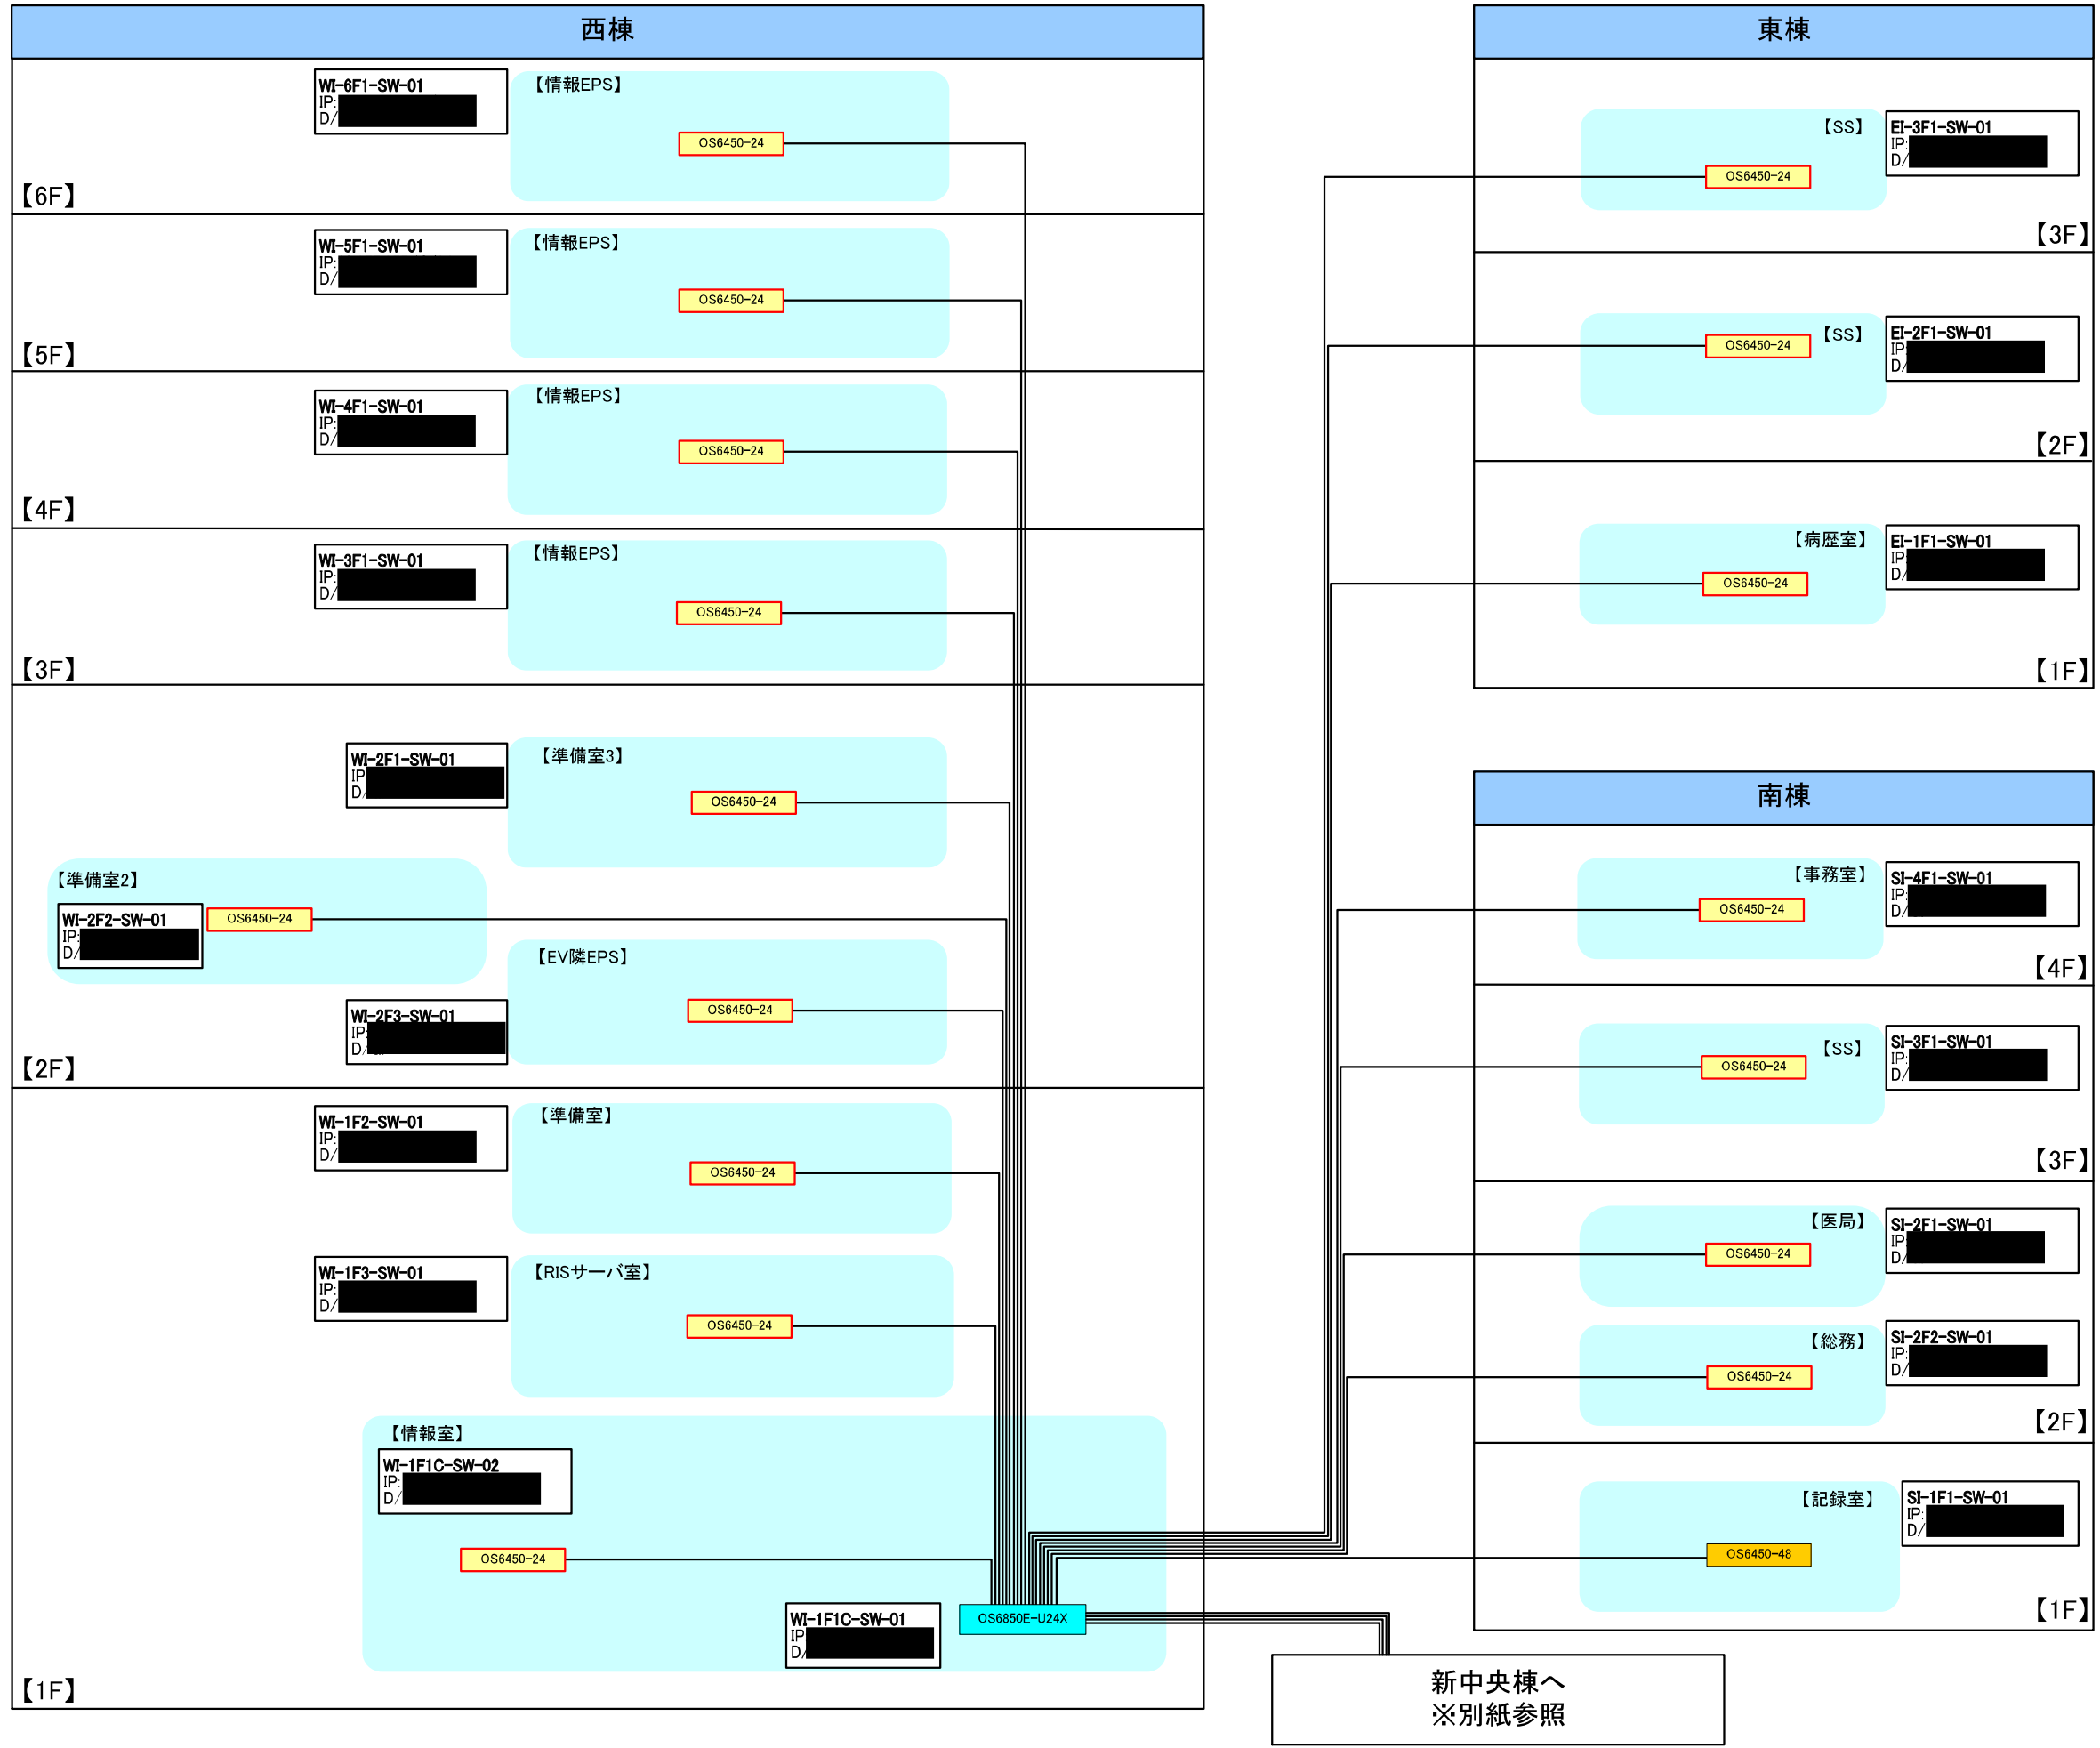 西棟
WI-6F1-SW-01
IP:
D/
【情報EPS】
OS6450-24
【6F】
WI-5F1-SW-01
IP:
D/
【情報EPS】
OS6450-24
【5F】
WI-4F1-SW-01
IP:
D/
【情報EPS】
OS6450-24
【4F】
WI-3F1-SW-01
IP:
D/
【情報EPS】
OS6450-24
【3F】
WI-2F1-SW-01
IP
D/
【準備室3】
OS6450-24
【準備室2】
WI-2F2-SW-01
IP:
D/
OS6450-24
【EV隣EPS】
OS6450-24
WI-2F3-SW-01
IP:
D/
【2F】
WI-1F2-SW-01
IP:
D/
【準備室】
OS6450-24
WI-1F3-SW-01
IP:
D/
【RISサーバ室】
OS6450-24
【情報室】
WI-1F1C-SW-02
IP:
D/
OS6450-24
WI-1F1C-SW-01
IP
D/
OS6850E-U24X
【1F】
東棟
【SS】
EI-3F1-SW-01
IP:
D/
OS6450-24
【3F】
【SS】
EI-2F1-SW-01
IP
D/
OS6450-24
【2F】
【病歴室】
EI-1F1-SW-01
IP
D/
OS6450-24
【1F】
南棟
【事務室】
SI-4F1-SW-01
IP:
D/
OS6450-24
【4F】
【SS】
SI-3F1-SW-01
IP:
D/
OS6450-24
【3F】
【医局】
SI-2F1-SW-01
IP
D/
OS6450-24
【総務】
SI-2F2-SW-01
IP:
D/
OS6450-24
【2F】
【記録室】
SI-1F1-SW-01
IP:
D/
OS6450-48
【1F】
新中央棟へ
※別紙参照